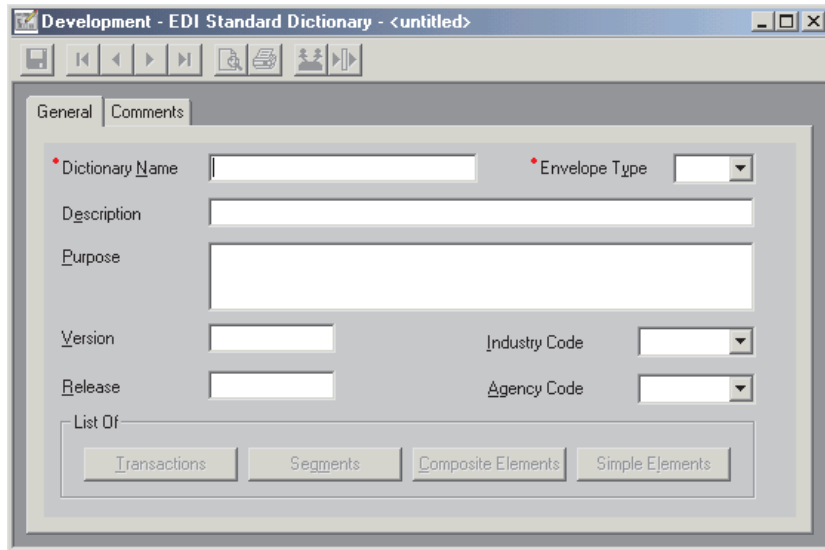 Development - EDI Standard Dictionary - <untitled>
General Comments
Dictionary Name Envelope Type
Description
Purpose
Version Industry Code
Release Agency Code
List Of
Transactions Segments Composite Elements Simple Elements